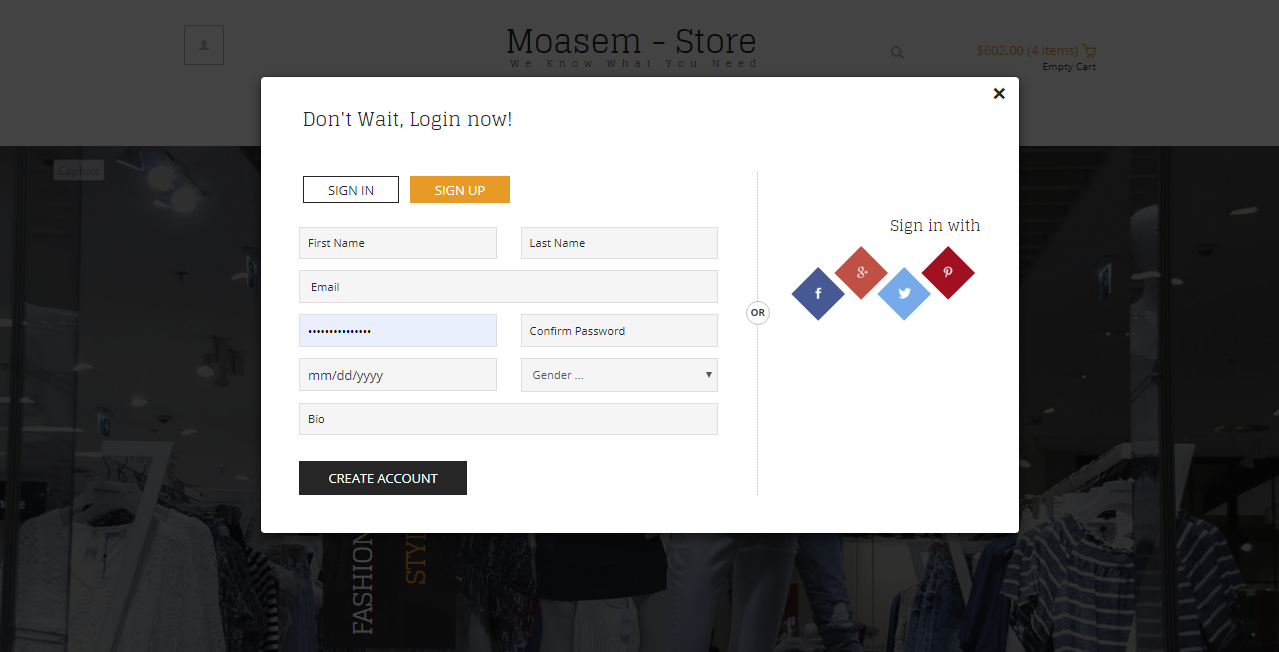 Moasem - Store
We Know What You Need
$602.00 (4 items)
Empty Cart
Don't Wait, Login now!
Capture
SIGN IN
SIGN UP
First Name
Last Name
Email
Confirm Password
mm/dd/yyyy
Gender ...
Bio
CREATE ACCOUNT
OR
Sign in with
f
g+
FASHION